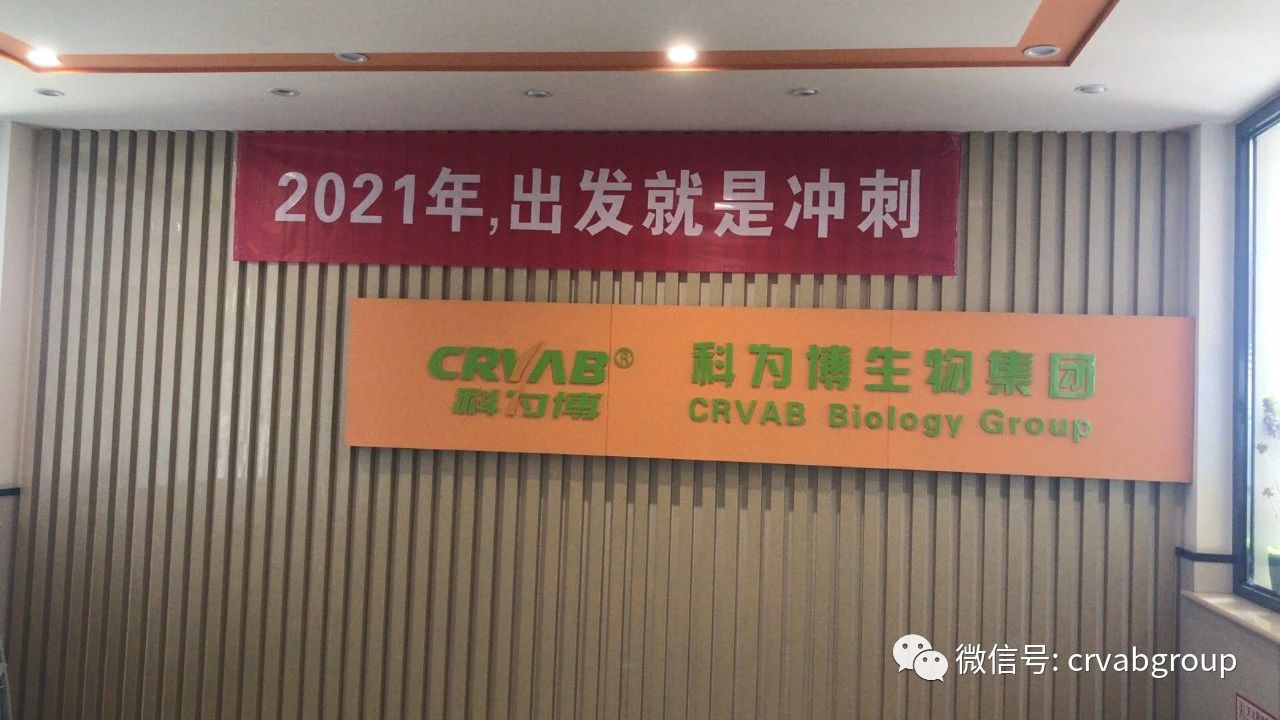 2021年,出发就是冲刺
CRVAB®
科为博
科为博生物集团
CRVAB Biology Group
微信号: crvabgroup